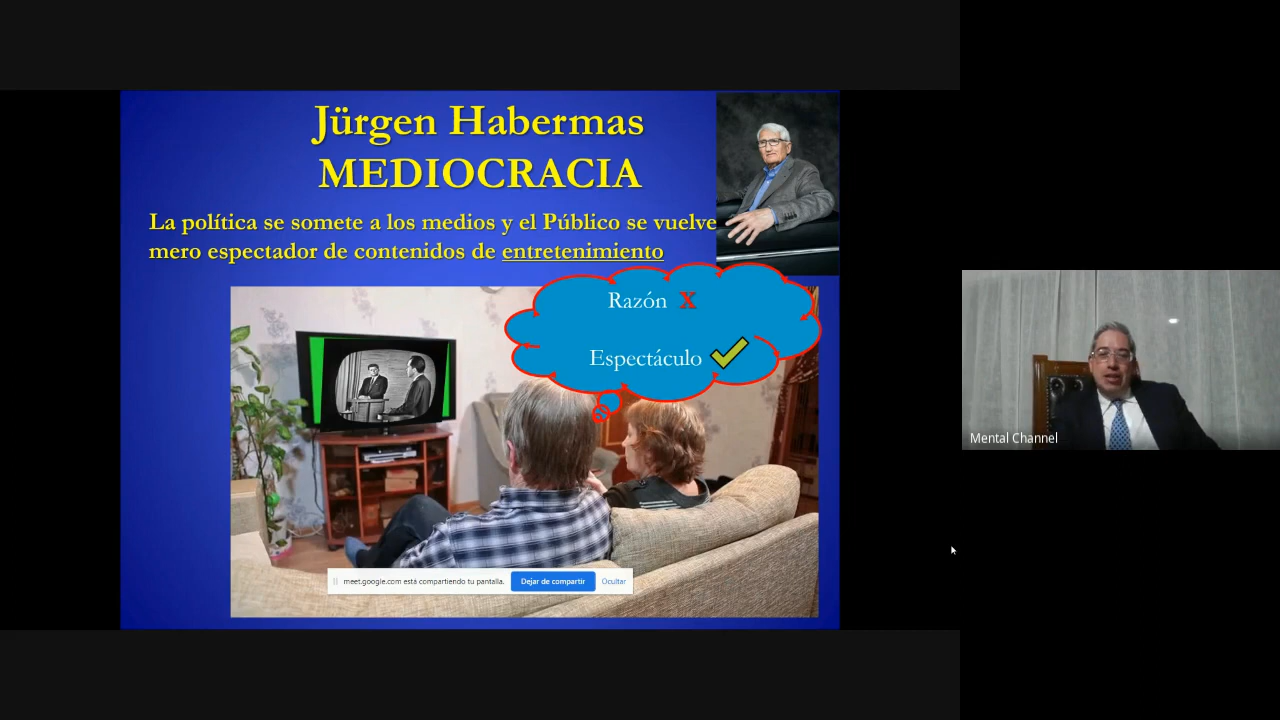 Jürgen Habermas
MEDIOCRACIA
La política se somete a los medios y el Público se vuelve
mero espectador de contenidos de entretenimiento
Razón X
Espectáculo
meet.google.com está compartiendo tu pantalla. Dejar de compartir Ocultar
Mental Channel